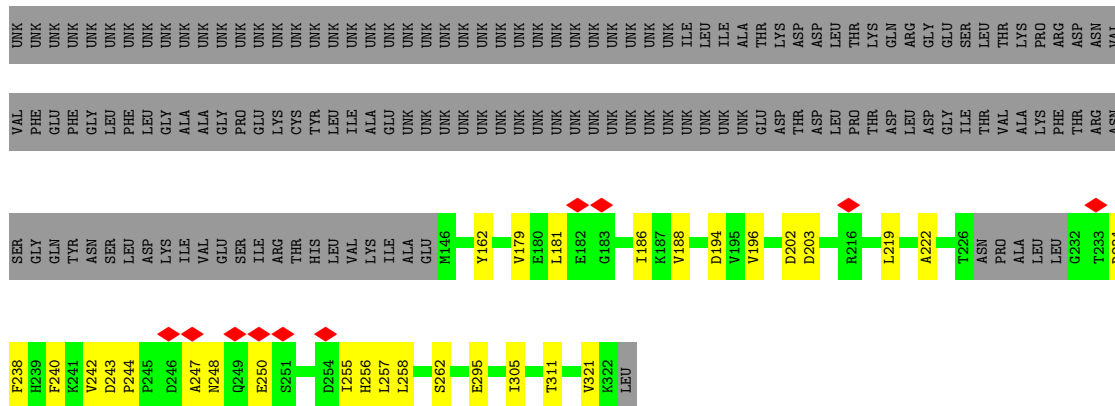 UNK UNK UNK UNK UNK UNK UNK UNK UNK UNK UNK UNK UNK UNK UNK UNK UNK UNK UNK UNK UNK UNK UNK UNK UNK UNK UNK UNK UNK UNK UNK UNK UNK UNK UNK UNK ILE LEU ILE ALA THR LYS ASP ASP LEU THR LYS GLN ARG GLY GLU SER LEU THR LYS PRO ARG ASP ASN VAL
VAL PHE GLU PHE GLY LEU PHE LEU GLY ALA ALA GLY PRO GLU LYS CYS TYR LEU ILE ALA GLU UNK UNK UNK UNK UNK UNK UNK UNK UNK UNK UNK UNK UNK UNK UNK UNK UNK UNK UNK GLU ASP THR ASP LEU PRO THR ASP LEU ASP GLY ILE THR VAL ALA LYS PHE THR ARG ASN
SER GLY GLN TYR ASN SER LEU ASP LYS ILE VAL GLU SER ILE ARG THR HIS LEU VAL LYS ILE ALA GLU M146 Y162 V179 E180 L181 E182 G183 I186 K187 V188 D194 V195 V196 D202 D203 R216 L219 A222 T226 ASN PRO ALA LEU LEU G232 T233
F238 H239 F240 K241 V242 D243 P244 P245 D246 A247 N248 Q249 E250 S251 D254 I255 H256 L257 L258 S262 E295 I305 T311 V321 K322 LEU